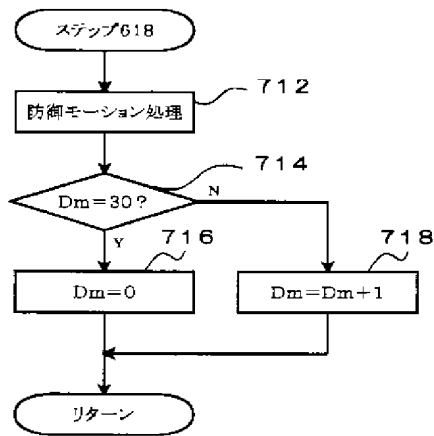 ステップ618
712
防御モーション処理
714
Dm=30?
N
Y
716
718
Dm=0
Dm=Dm+1
リターン